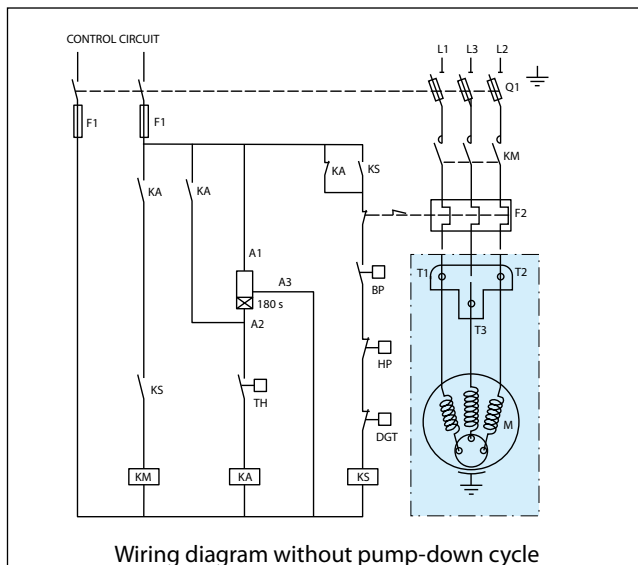 CONTROL CIRCUIT
L1 L3 L2
Q1
F1 F1
KM
KA KS
KA KA
F2
A1
A3
T1 T2
BP
180 s
A2
T3
HP
KS
TH
M
DGT
KM KA KS
Wiring diagram without pump-down cycle